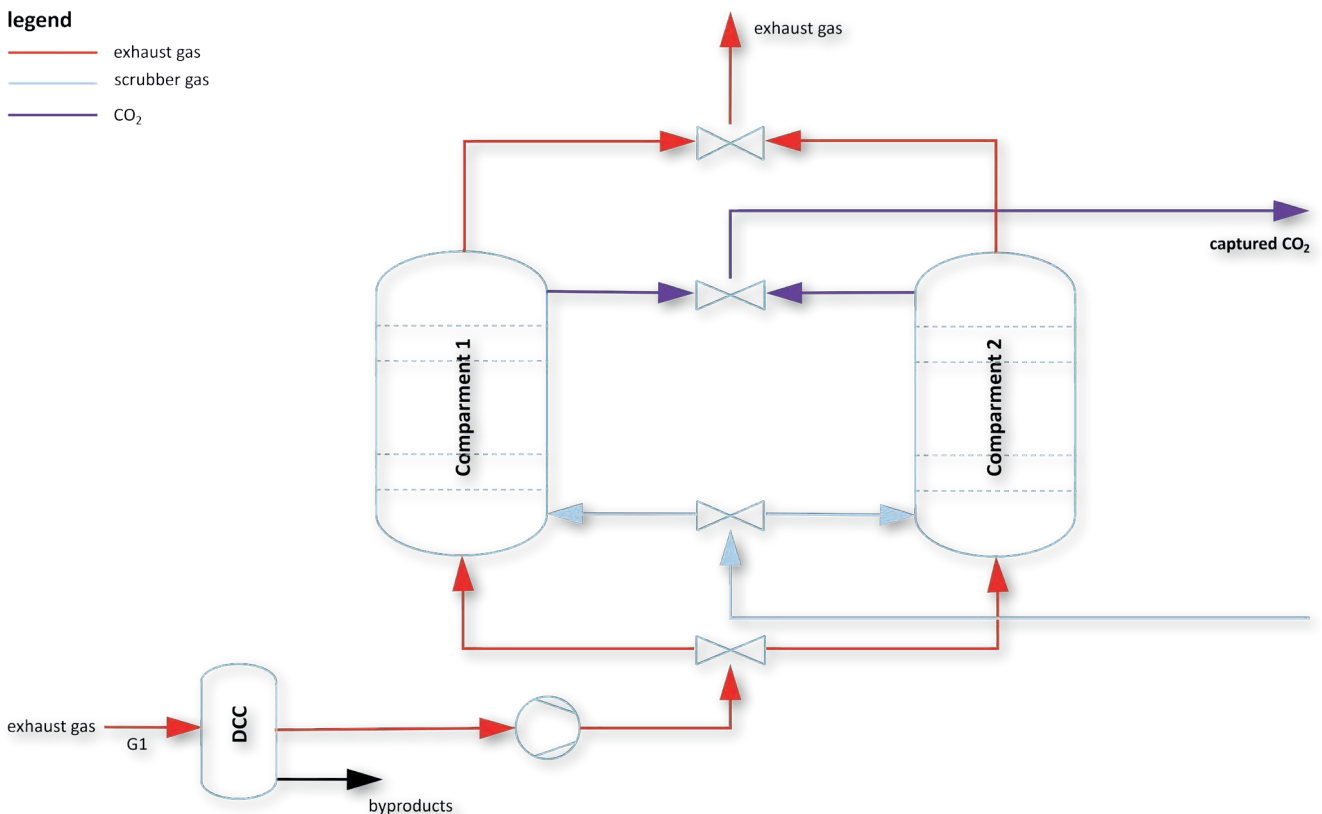 legend
exhaust gas
scrubber gas
CO₂
exhaust gas
captured CO₂
Comparment 1
Comparment 2
exhaust gas
G1
DCC
byproducts